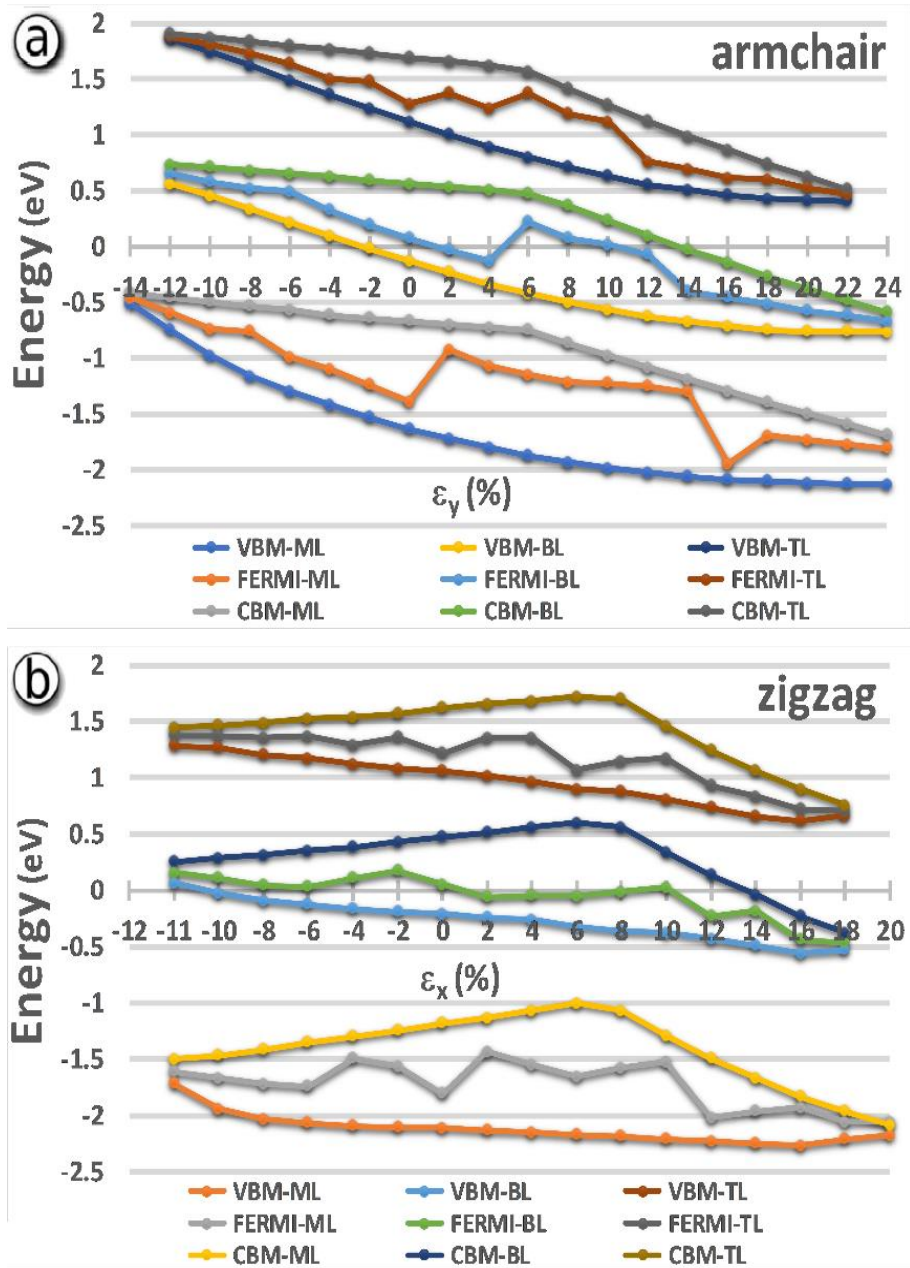 a
armchair
2
1.5
1
0.5
0
-0.5
-1
-1.5
-2
-2.5
Energy (eV)
-14 -12 -10 -8 -6 -4 -2 0 2 4 6 8 10 12 14 16 18 20 22 24
εy (%)
VBM-ML VBM-BL VBM-TL
FERMI-ML FERMI-BL FERMI-TL
CBM-ML CBM-BL CBM-TL
b
zigzag
2
1.5
1
0.5
0
-0.5
-1
-1.5
-2
-2.5
Energy (eV)
-12 -11 -10 -8 -6 -4 -2 0 2 4 6 8 10 12 14 16 18 20
εx (%)
VBM-ML VBM-BL VBM-TL
FERMI-ML FERMI-BL FERMI-TL
CBM-ML CBM-BL CBM-TL